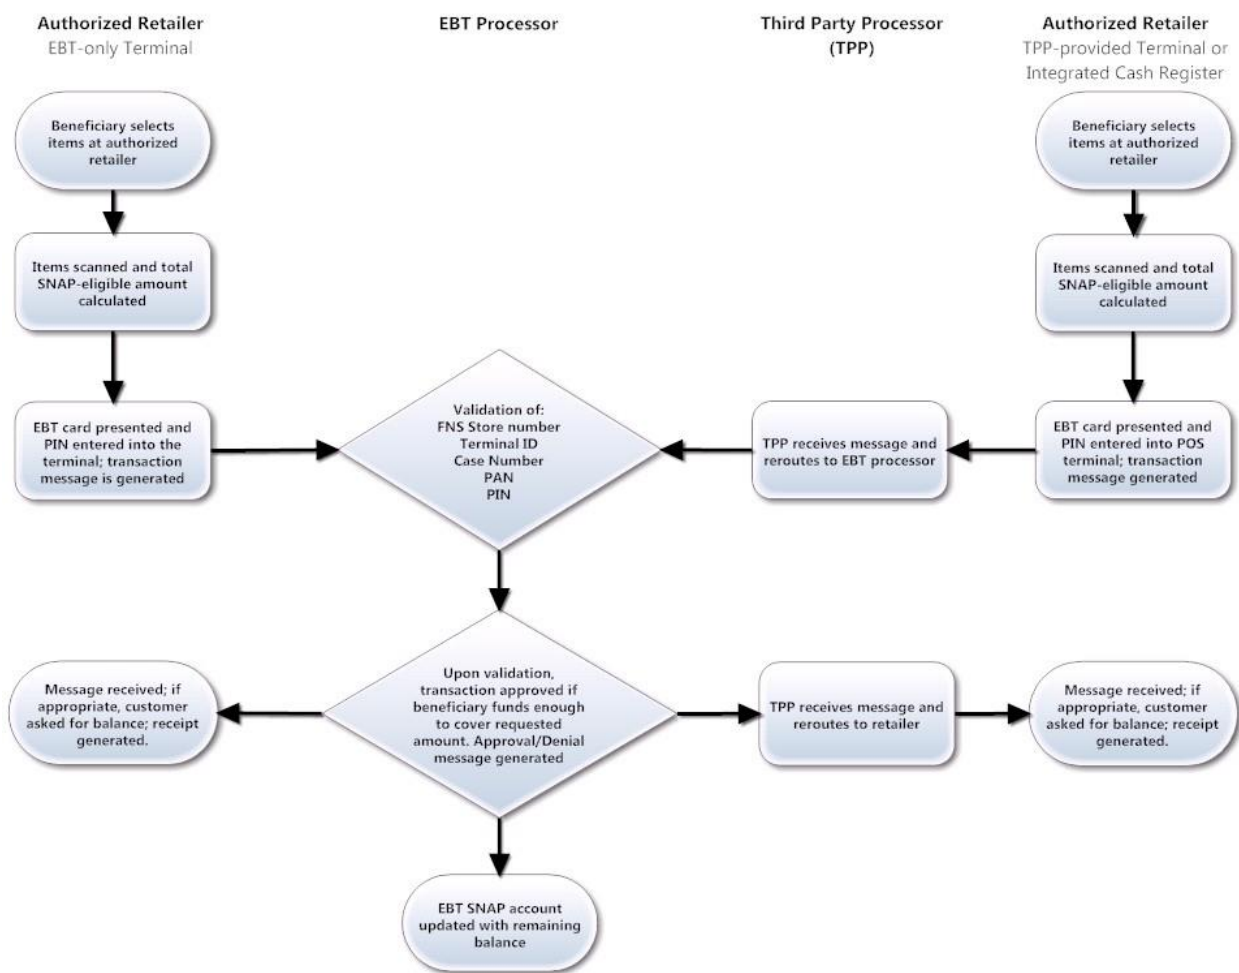 Authorized Retailer
EBT-only Terminal
EBT Processor
Third Party Processor
(TPP)
Authorized Retailer
TPP-provided Terminal or
Integrated Cash Register
Beneficiary selects
items at authorized
retailer
Beneficiary selects
items at authorized
retailer
Items scanned and total
SNAP-eligible amount
calculated
Items scanned and total
SNAP-eligible amount
calculated
EBT card presented and
PIN entered into the
terminal; transaction
message is generated
Validation of:
FNS Store number
Terminal ID
Case Number
PAN
PIN
TPP receives message and
reroutes to EBT processor
EBT card presented and
PIN entered into POS
terminal; transaction
message generated
Message received; if
appropriate, customer
asked for balance; receipt
generated.
Upon validation,
transaction approved if
beneficiary funds enough
to cover requested
amount. Approval/Denial
message generated
TPP receives message and
reroutes to retailer
Message received; if
appropriate, customer
asked for balance; receipt
generated.
EBT SNAP account
updated with remaining
balance